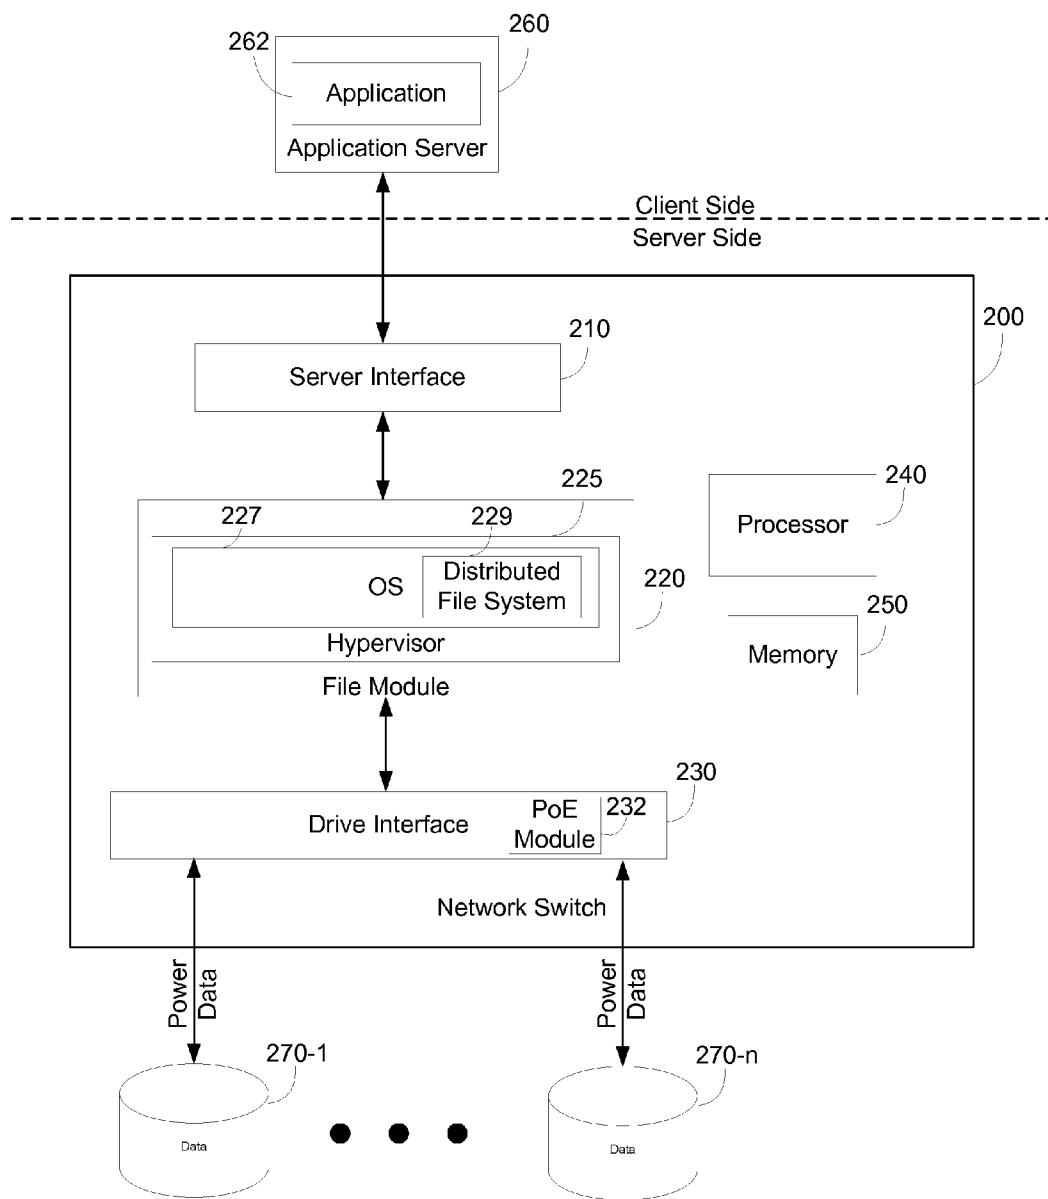 260
262
Application
Application Server
Client Side
Server Side
200
210
Server Interface
225
240
227
229
Processor
Distributed
OS
File System
220
250
Hypervisor
Memory
File Module
230
PoE
232
Drive Interface
Module
Network Switch
Power
Data
Power
Data
270-1
270-n
Data
Data